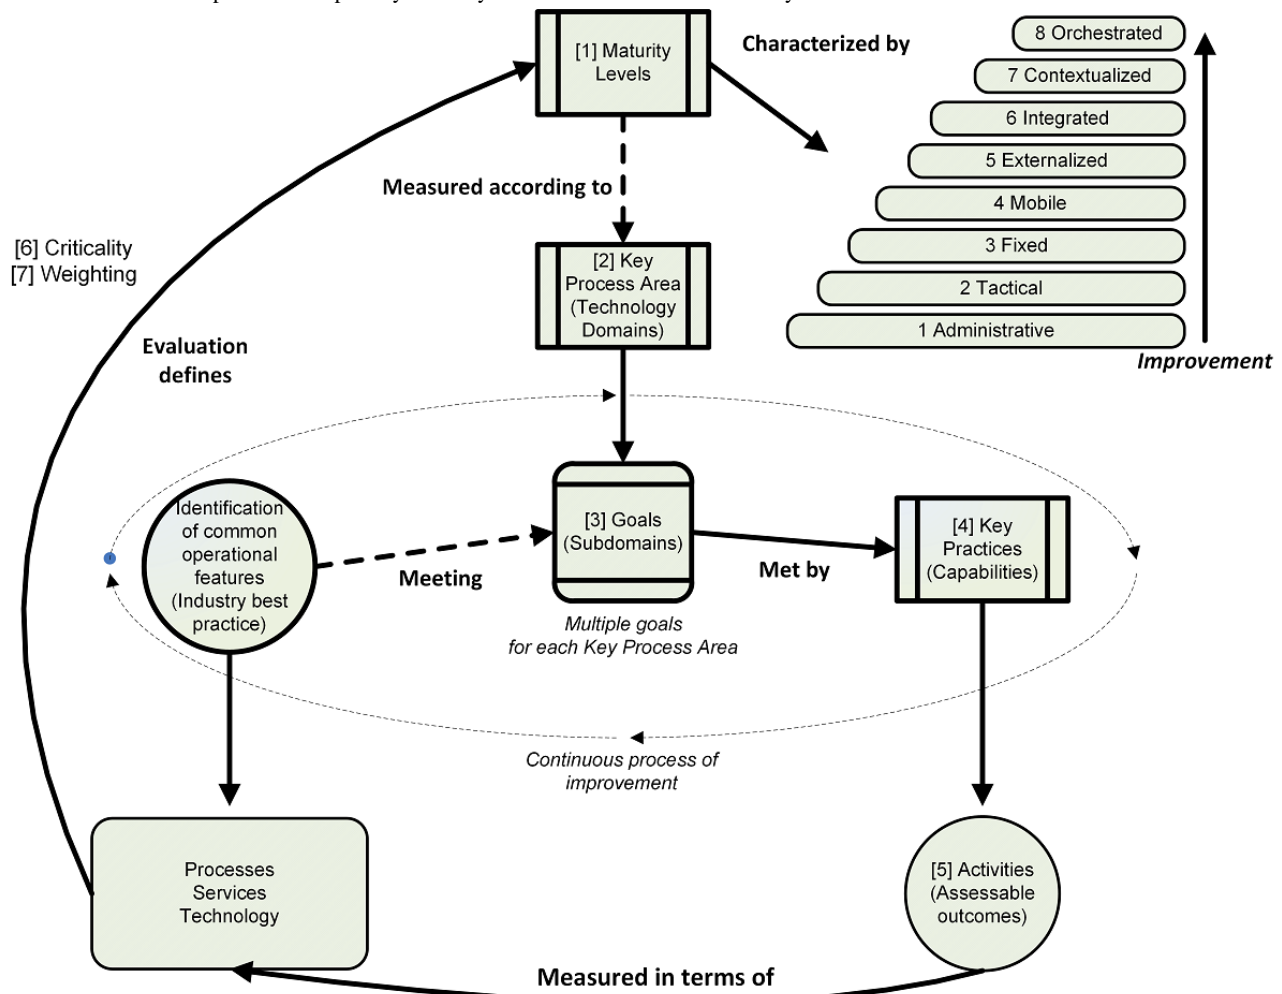 [1] Maturity
Levels
Characterized by
8 Orchestrated
7 Contextualized
6 Integrated
5 Externalized
4 Mobile
3 Fixed
2 Tactical
1 Administrative
Improvement
Measured according to
[2] Key
Process Area
(Technology
Domains)
[6] Criticality
[7] Weighting
Evaluation
defines
Identification
of common
operational
features
(Industry best
practice)
Meeting
[3] Goals
(Subdomains)
Met by
[4] Key
Practices
(Capabilities)
Multiple goals
for each Key Process Area
Continuous process of
improvement
Processes
Services
Technology
[5] Activities
(Assessable
outcomes)
Measured in terms of